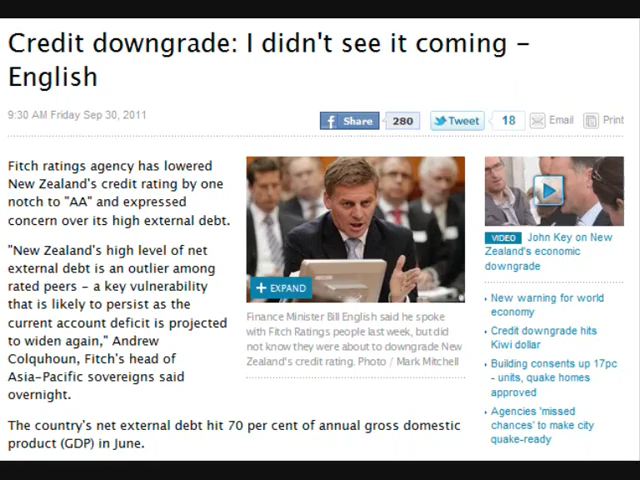 Credit downgrade: I didn't see it coming -
English
9:30 AM Friday Sep 30, 2011
Share
280
Tweet
18
Email
Print
Fitch ratings agency has lowered
New Zealand's credit rating by one
notch to "AA" and expressed
concern over its high external debt.
"New Zealand's high level of net
external debt is an outlier among
rated peers - a key vulnerability
that is likely to persist as the
current account deficit is projected
to widen again," Andrew
Colquhoun, Fitch's head of
Asia-Pacific sovereigns said
overnight.
The country's net external debt hit 70 per cent of annual gross domestic
product (GDP) in June.
+ EXPAND
Finance Minister Bill English said he spoke
with Fitch Ratings people last week, but did
not know they were about to downgrade New
Zealand's credit rating. Photo / Mark Mitchell
VIDEO John Key on New
Zealand's economic
downgrade
New warning for world
economy
Credit downgrade hits
Kiwi dollar
Building consents up 17pc
- units, quake homes
approved
Agencies 'missed
chances' to make city
quake-ready